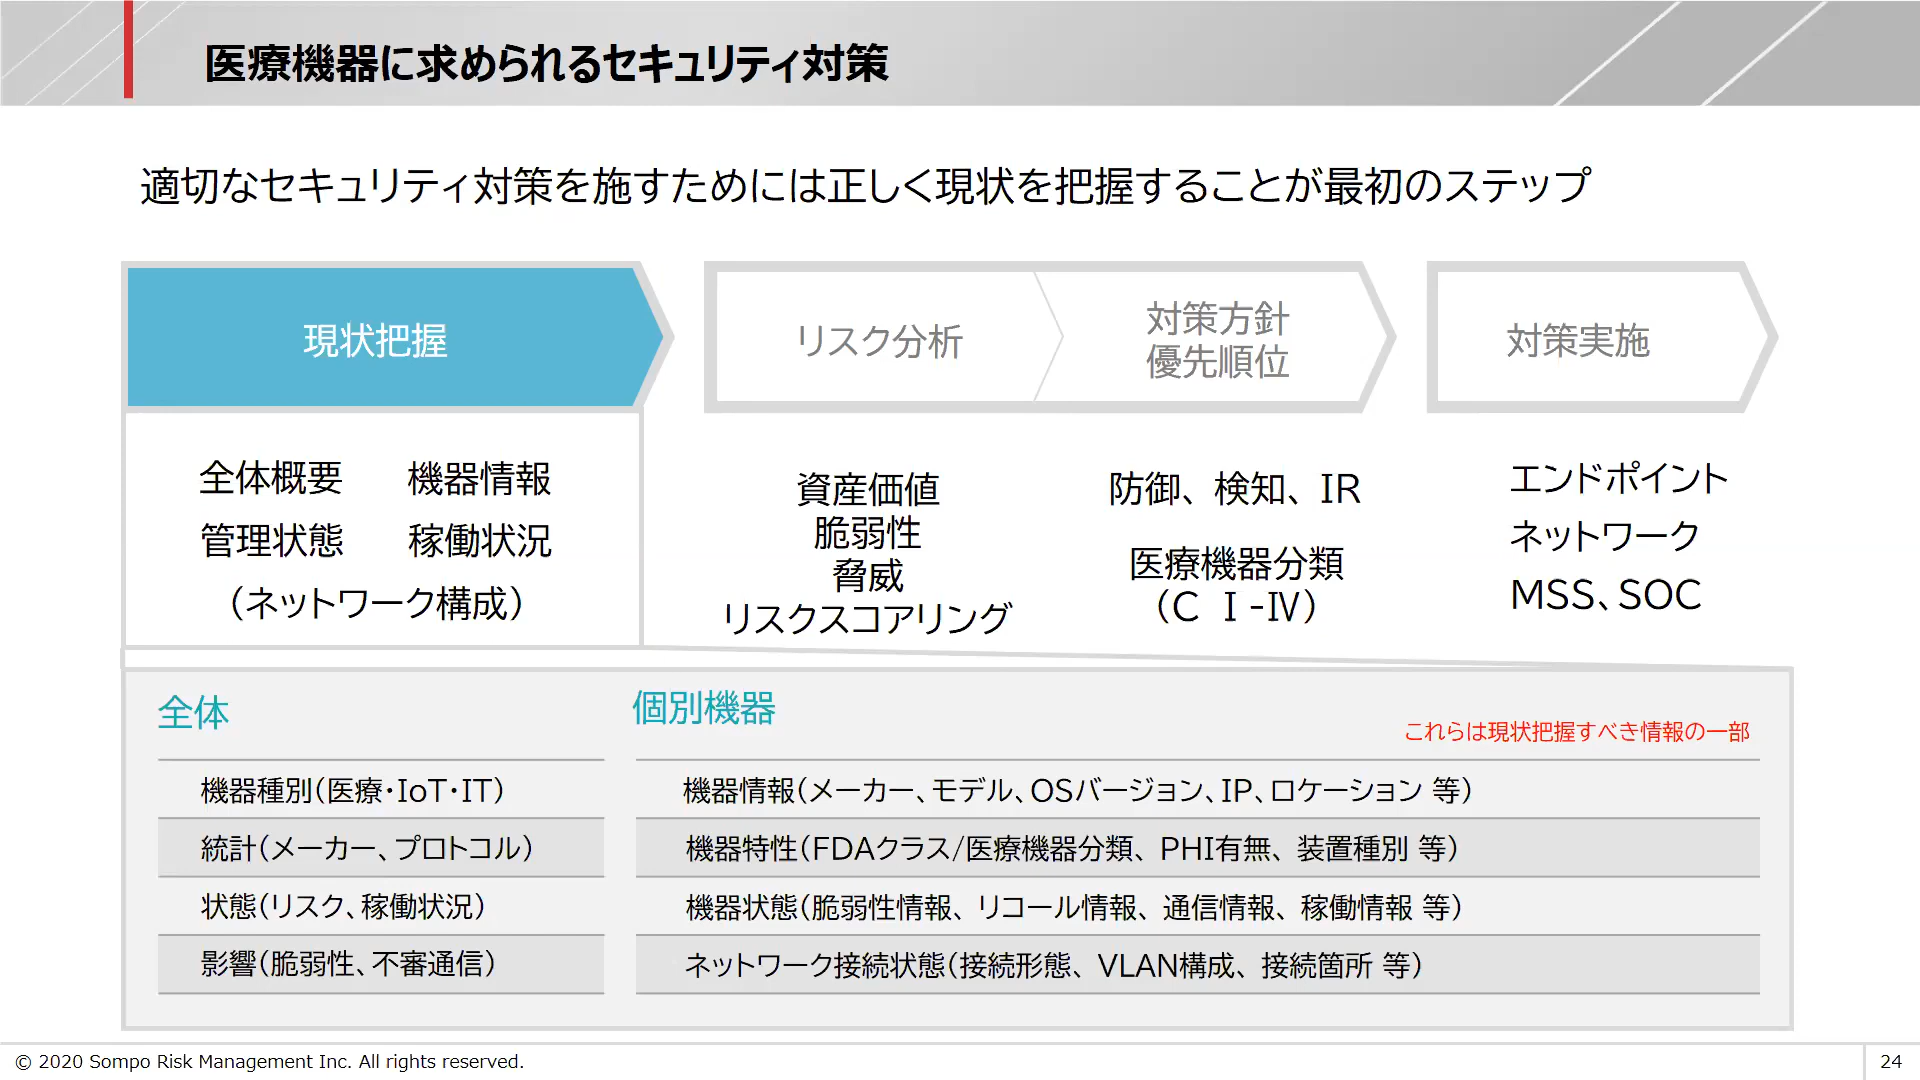 医療機器に求められるセキュリティ対策
適切なセキュリティ対策を施すためには正しく現状を把握することが最初のステップ
現状把握
リスク分析
対策方針
優先順位
対策実施
全体概要 機器情報
管理状態 稼働状況
（ネットワーク構成）
資産価値
脆弱性
脅威
リスクスコアリング
防御、検知、IR
医療機器分類
（C Ⅰ-Ⅳ）
エンドポイント
ネットワーク
MSS、SOC
全体
機器種別（医療・IoT・IT）
統計（メーカー、プロトコル）
状態（リスク、稼働状況）
影響（脆弱性、不審通信）
個別機器
これらは現状把握すべき情報の一部
機器情報（メーカー、モデル、OSバージョン、IP、ロケーション 等）
機器特性（FDAクラス/医療機器分類、PHI有無、装置種別 等）
機器状態（脆弱性情報、リコール情報、通信情報、稼働情報 等）
ネットワーク接続状態（接続形態、VLAN構成、接続箇所 等）
© 2020 Sompo Risk Management Inc. All rights reserved.
24